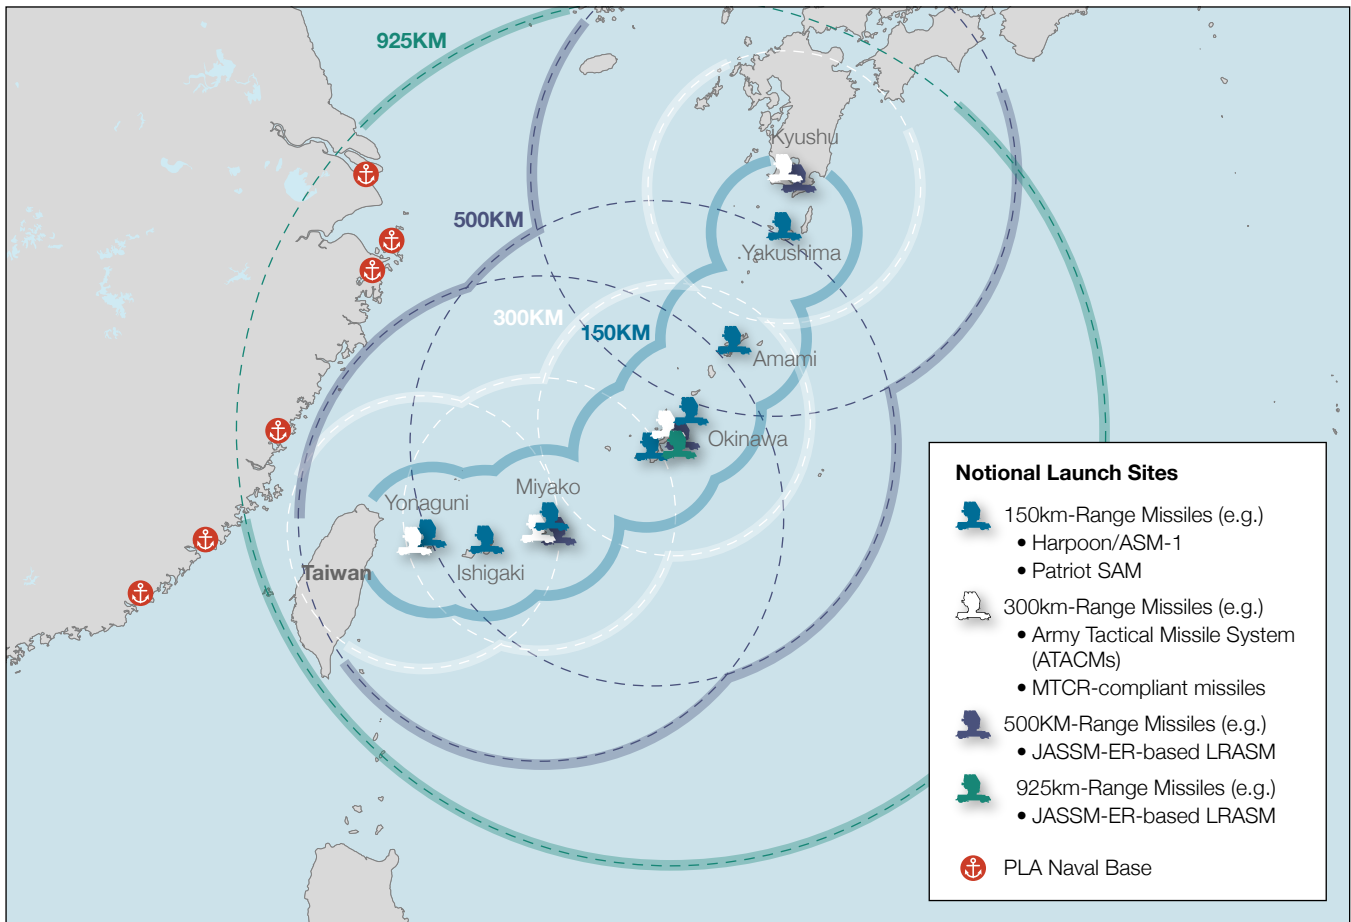 925KM
Kyushu
500KM
Yakushima
300KM
150KM
Amami
Okinawa
Miyako
Yonaguni
Ishigaki
Taiwan
Notional Launch Sites
150km-Range Missiles (e.g.)
• Harpoon/ASM-1
• Patriot SAM
300km-Range Missiles (e.g.)
• Army Tactical Missile System
(ATACMs)
• MTCR-compliant missiles
500KM-Range Missiles (e.g.)
• JASSM-ER-based LRASM
925km-Range Missiles (e.g.)
• JASSM-ER-based LRASM
PLA Naval Base